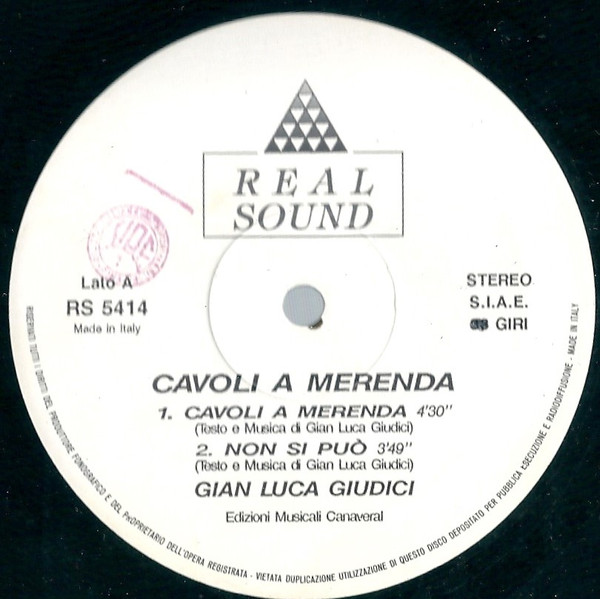 REAL
SOUND
Lato A
RS 5414
Made in Italy
STEREO
S.I.A.E.
GIRI
CAVOLI A MERENDA
1. CAVOLI A MERENDA 4'30"
(Testo e Musica di Gian Luca Giudici)
2. NON SI PUÒ 3'49"
(Testo e Musica di Gian Luca Giudici)
GIAN LUCA GIUDICI
Edizioni Musicali Canaveral
RISERVATI TUTTI I DIRITTI DEL PRODUTTORE FONOGRAFICO E DEL PROPRIETARIO DELL'OPERA REGISTRATA - VIETATA DUPLICAZIONE UTILIZZAZIONE DI QUESTO DISCO DEPOSITATO PER PUBBLICA ESECUZIONE E RADIODIFFUSIONE - MADE IN ITALY